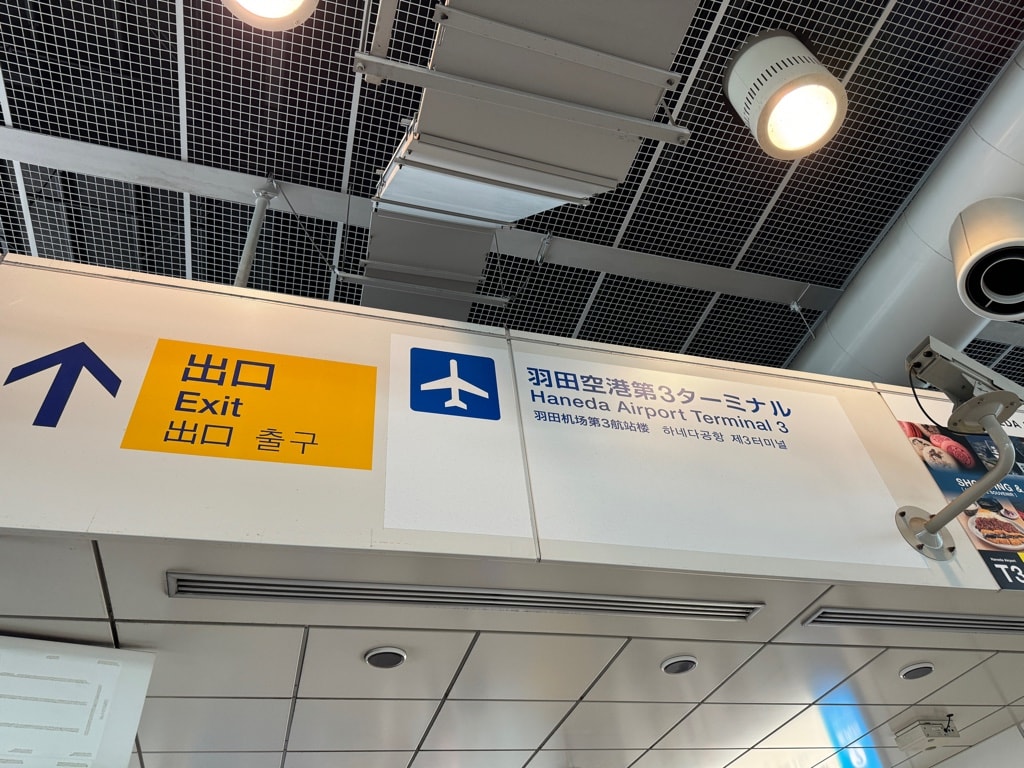 出口
Exit
出口 출구
羽田空港第3ターミナル
Haneda Airport Terminal 3
羽田机场第3航站楼 하네다공항 제3터미널
SHOPPING &
T3